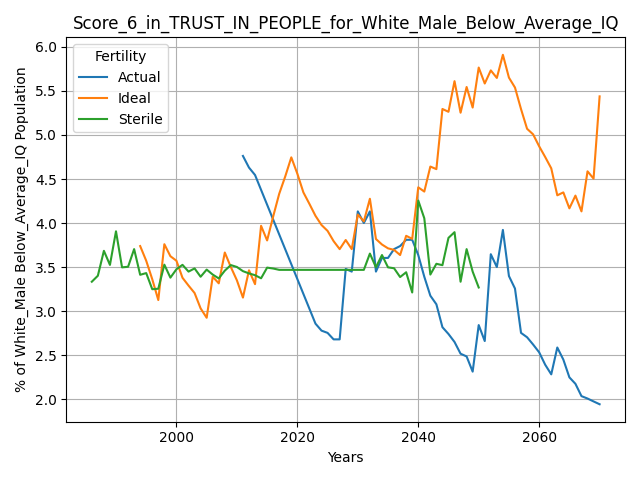 Score_6_in_TRUST_IN_PEOPLE_for_White_Male_Below_Average_IQ
% of White_Male Below_Average_IQ Population
6.0
5.5
5.0
4.5
4.0
3.5
3.0
2.5
2.0
Fertility
Actual
Ideal
Sterile
2000
2020
2040
2060
Years